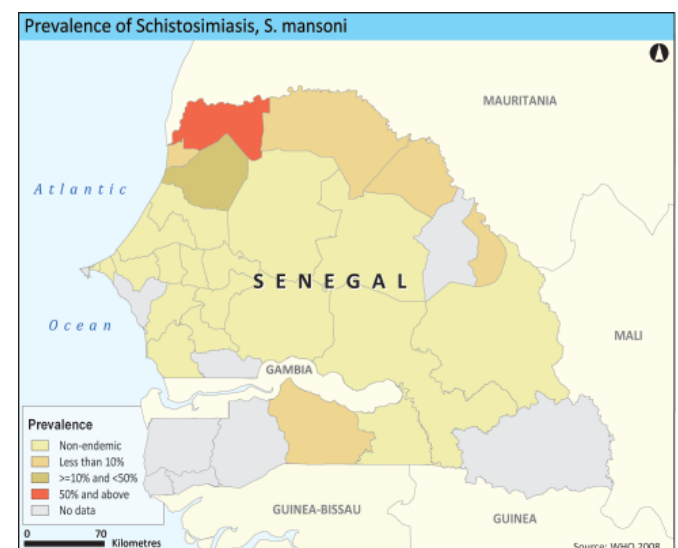 Prevalence of Schistosimiasis, S. mansoni
MAURITANIA
Atlantic
SENEGAL
Ocean
MALI
GAMBIA
Prevalence
Non-endemic
Less than 10%
>=10% and <50%
50% and above
No data
GUINEA-BISSAU
GUINEA
0 70
Kilometres
Source: WHO 2008